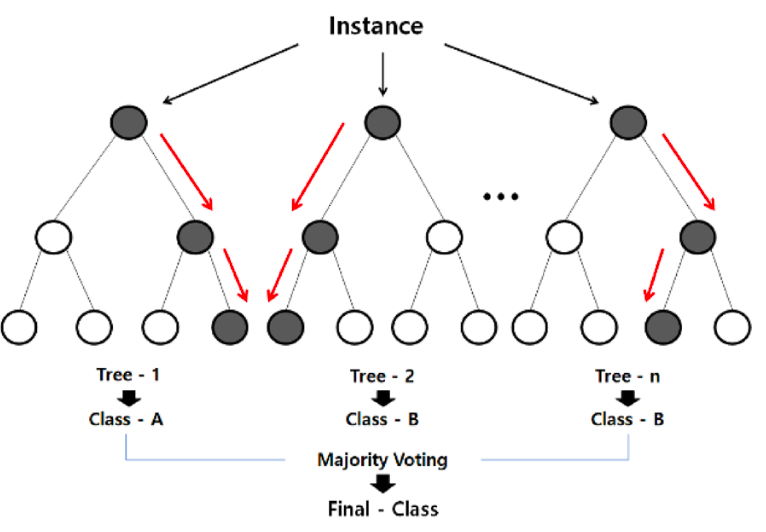 Instance
...
Tree - 1
Tree - 2
Tree - n
Class - A
Class - B
Class - B
Majority Voting
Final - Class